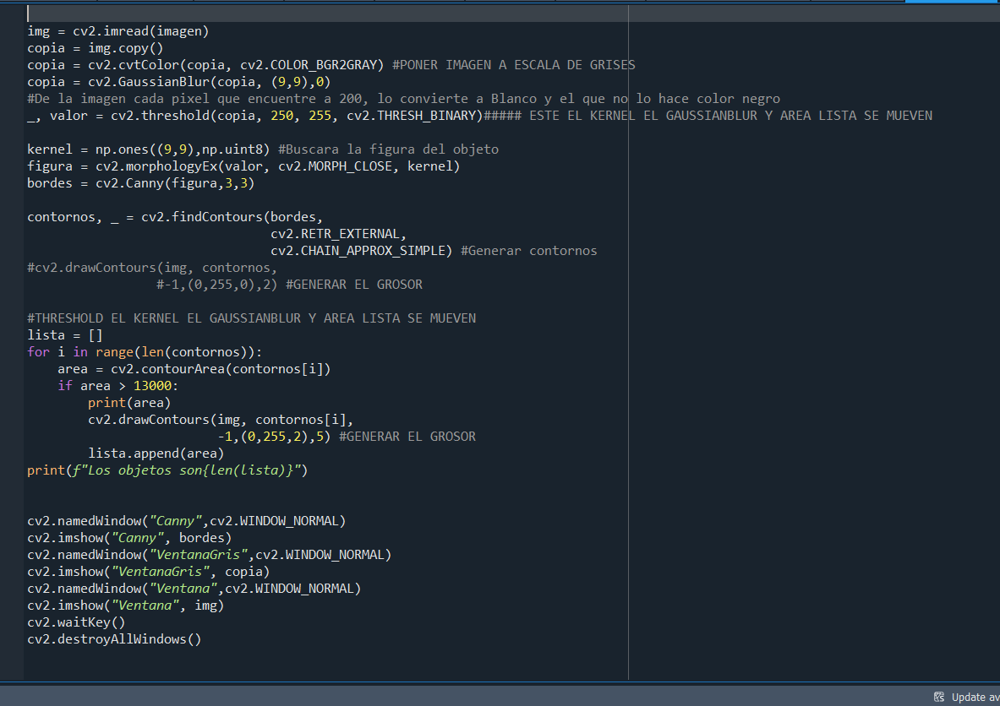 img = cv2.imread(imagen)
copia = img.copy()
copia = cv2.cvtColor(copia, cv2.COLOR_BGR2GRAY) #PONER IMAGEN A ESCALA DE GRISES
copia = cv2.GaussianBlur(copia, (9,9),0)
#De la imagen cada pixel que encuentre a 200, lo convierte a Blanco y el que no lo hace color negro
_, valor = cv2.threshold(copia, 250, 255, cv2.THRESH_BINARY)##### ESTE EL KERNEL EL GAUSSIANBLUR Y AREA LISTA SE MUEVEN
kernel = np.ones((9,9),np.uint8) #Buscara la figura del objeto
figura = cv2.morphologyEx(valor, cv2.MORPH_CLOSE, kernel)
bordes = cv2.Canny(figura,3,3)
contornos, _ = cv2.findContours(bordes,
cv2.RETR_EXTERNAL,
cv2.CHAIN_APPROX_SIMPLE) #Generar contornos
#cv2.drawContours(img, contornos,
#-1,(0,255,0),2) #GENERAR EL GROSOR
#THRESHOLD EL KERNEL EL GAUSSIANBLUR Y AREA LISTA SE MUEVEN
lista = []
for i in range(len(contornos)):
area = cv2.contourArea(contornos[i])
if area > 13000:
print(area)
cv2.drawContours(img, contornos[i],
-1,(0,255,2),5) #GENERAR EL GROSOR
lista.append(area)
print(f"Los objetos son{len(lista)}")
cv2.namedWindow("Canny",cv2.WINDOW_NORMAL)
cv2.imshow("Canny", bordes)
cv2.namedWindow("VentanaGris",cv2.WINDOW_NORMAL)
cv2.imshow("VentanaGris", copia)
cv2.namedWindow("Ventana",cv2.WINDOW_NORMAL)
cv2.imshow("Ventana", img)
cv2.waitKey()
cv2.destroyAllWindows()
Update av